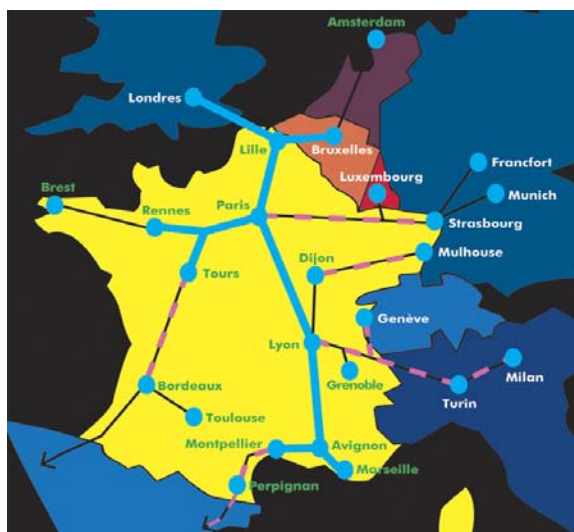 Amsterdam
Londres
Lille
Bruxelles
Francfort
Luxembourg
Brest
Munich
Rennes
Paris
Strasbourg
Mulhouse
Dijon
Tours
Genève
Lyon
Milan
Grenoble
Bordeaux
Turin
Toulouse
Montpellier
Avignon
Marseille
Perpignan